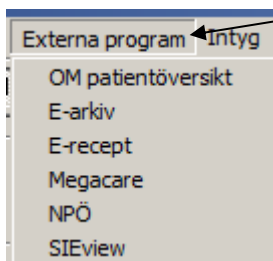 Externa program Intyg
OM patientöversikt
E-arkiv
E-recept
Megacare
NPÖ
SIEview